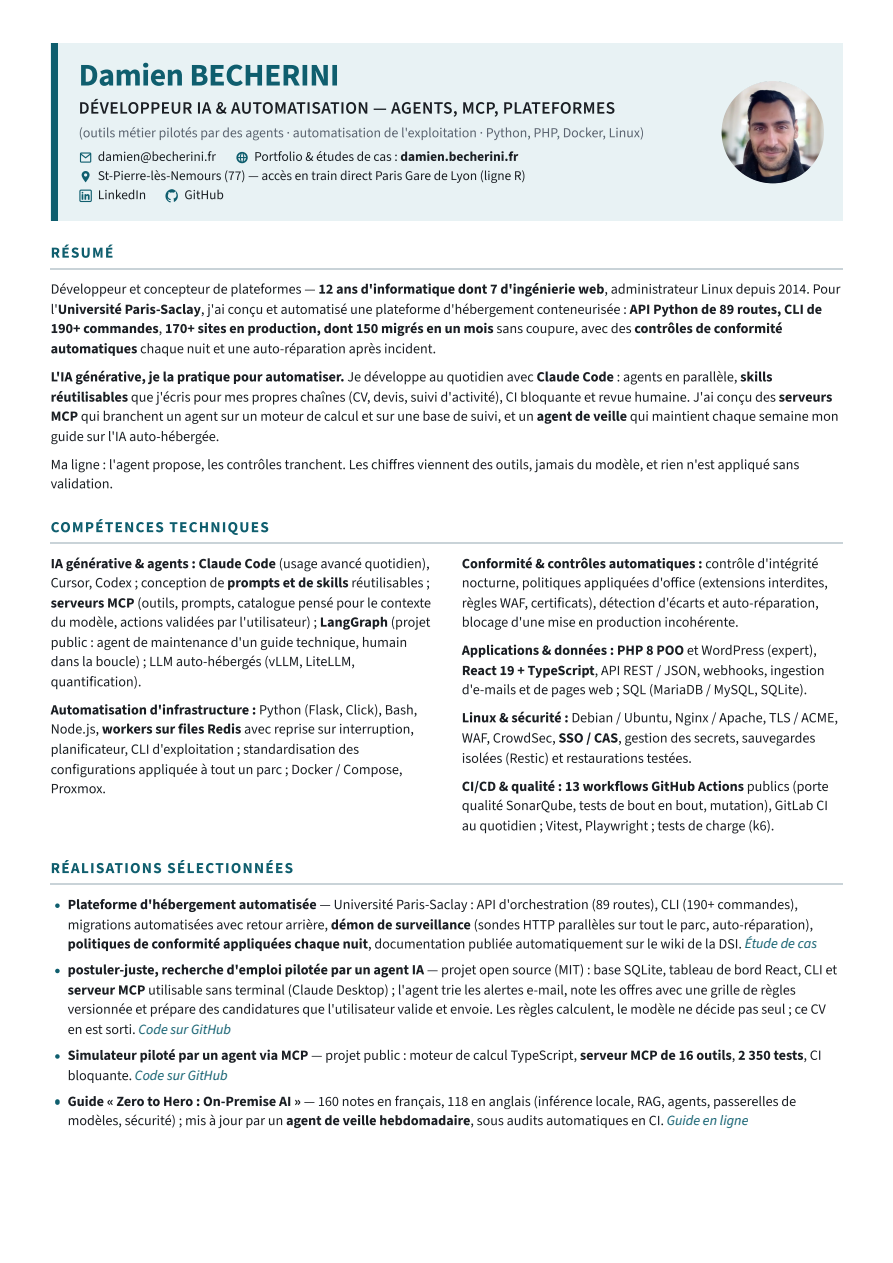 Damien BECHERINI
DÉVELOPPEUR IA & AUTOMATISATION — AGENTS, MCP, PLATEFORMES
(outils métier pilotés par des agents · automatisation de l'exploitation · Python, PHP, Docker, Linux)
damien@becherini.fr Portfolio & études de cas : damien.becherini.fr
St-Pierre-lès-Nemours (77) — accès en train direct Paris Gare de Lyon (ligne R)
LinkedIn GitHub
RÉSUMÉ
Développeur et concepteur de plateformes — 12 ans d'informatique dont 7 d'ingénierie web, administrateur Linux depuis 2014. Pour
l'Université Paris-Saclay, j'ai conçu et automatisé une plateforme d'hébergement conteneurisée : API Python de 89 routes, CLI de
190+ commandes, 170+ sites en production, dont 150 migrés en un mois sans coupure, avec des contrôles de conformité
automatiques chaque nuit et une auto-réparation après incident.
L'IA générative, je la pratique pour automatiser. Je développe au quotidien avec Claude Code : agents en parallèle, skills
réutilisables que j'écris pour mes propres chaînes (CV, devis, suivi d'activité), CI bloquante et revue humaine. J'ai conçu des serveurs
MCP qui branchent un agent sur un moteur de calcul et sur une base de suivi, et un agent de veille qui maintient chaque semaine mon
guide sur l'IA auto-hébergée.
Ma ligne : l'agent propose, les contrôles tranchent. Les chiffres viennent des outils, jamais du modèle, et rien n'est appliqué sans
validation.
COMPÉTENCES TECHNIQUES
IA générative & agents : Claude Code (usage avancé quotidien),
Cursor, Codex ; conception de prompts et de skills réutilisables ;
serveurs MCP (outils, prompts, catalogue pensé pour le contexte
du modèle, actions validées par l'utilisateur) ; LangGraph (projet
public : agent de maintenance d'un guide technique, humain
dans la boucle) ; LLM auto-hébergés (vLLM, LiteLLM,
quantification).
Automatisation d'infrastructure : Python (Flask, Click), Bash,
Node.js, workers sur files Redis avec reprise sur interruption,
planificateur, CLI d'exploitation ; standardisation des
configurations appliquée à tout un parc ; Docker / Compose,
Proxmox.
Conformité & contrôles automatiques : contrôle d'intégrité
nocturne, politiques appliquées d'office (extensions interdites,
règles WAF, certificats), détection d'écarts et auto-réparation,
blocage d'une mise en production incohérente.
Applications & données : PHP 8 POO et WordPress (expert),
React 19 + TypeScript, API REST / JSON, webhooks, ingestion
d'e-mails et de pages web ; SQL (MariaDB / MySQL, SQLite).
Linux & sécurité : Debian / Ubuntu, Nginx / Apache, TLS / ACME,
WAF, CrowdSec, SSO / CAS, gestion des secrets, sauvegardes
isolées (Restic) et restaurations testées.
CI/CD & qualité : 13 workflows GitHub Actions publics (porte
qualité SonarQube, tests de bout en bout, mutation), GitLab CI
au quotidien ; Vitest, Playwright ; tests de charge (k6).
RÉALISATIONS SÉLECTIONNÉES
• Plateforme d'hébergement automatisée — Université Paris-Saclay : API d'orchestration (89 routes), CLI (190+ commandes),
migrations automatisées avec retour arrière, démon de surveillance (sondes HTTP parallèles sur tout le parc, auto-réparation),
politiques de conformité appliquées chaque nuit, documentation publiée automatiquement sur le wiki de la DSI. Étude de cas
• postuler-juste, recherche d'emploi pilotée par un agent IA — projet open source (MIT) : base SQLite, tableau de bord React, CLI et
serveur MCP utilisable sans terminal (Claude Desktop) ; l'agent trie les alertes e-mail, note les offres avec une grille de règles
versionnée et prépare des candidatures que l'utilisateur valide et envoie. Les règles calculent, le modèle ne décide pas seul ; ce CV
en est sorti. Code sur GitHub
• Simulateur piloté par un agent via MCP — projet public : moteur de calcul TypeScript, serveur MCP de 16 outils, 2 350 tests, CI
bloquante. Code sur GitHub
• Guide « Zero to Hero : On-Premise AI » — 160 notes en français, 118 en anglais (inférence locale, RAG, agents, passerelles de
modèles, sécurité) ; mis à jour par un agent de veille hebdomadaire, sous audits automatiques en CI. Guide en ligne